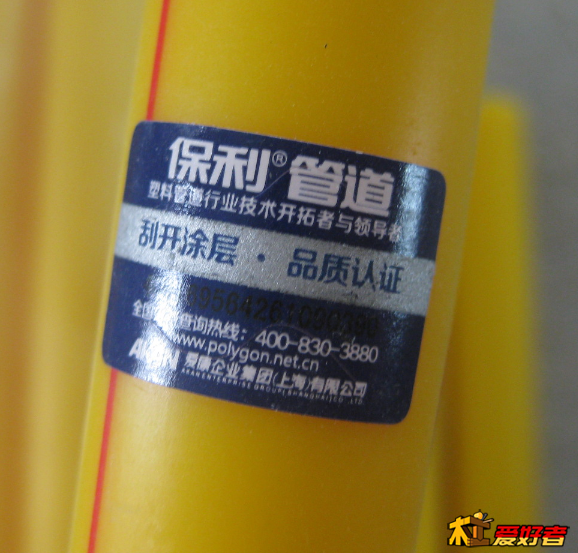 保利® 管道
塑料管道行业技术开拓者与领导者
刮开涂层·品质认证
查询热线：400-830-3880
www.polygon.net.cn
爱康企业集团(上海)有限公司
爱好者